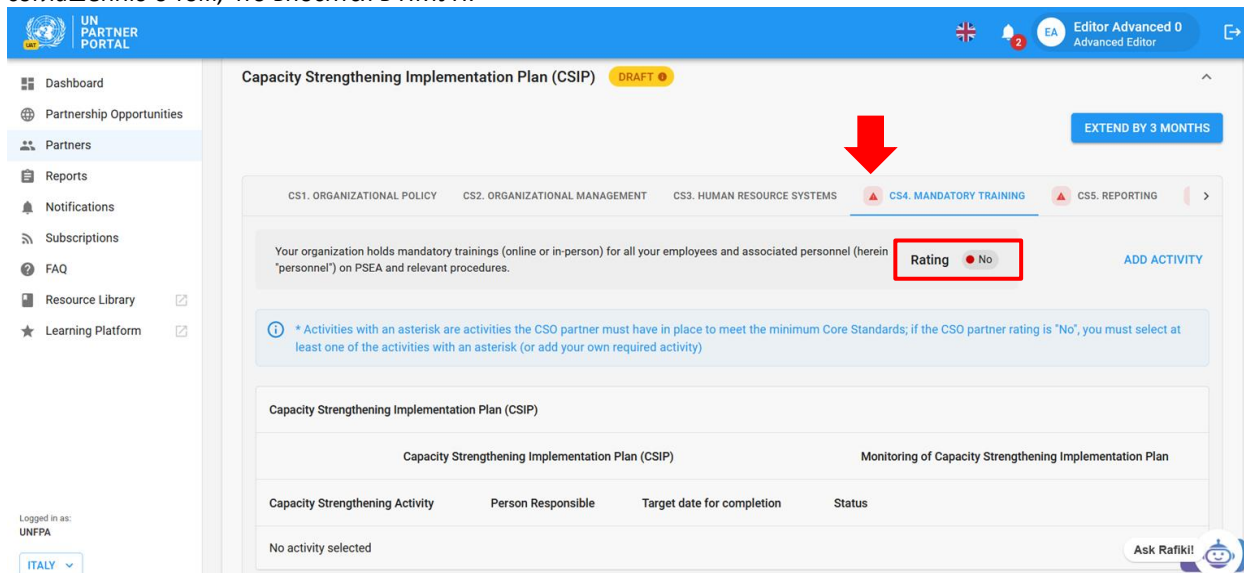 UN
PARTNER
PORTAL
UAT
2
EA
Editor Advanced 0
Advanced Editor
Dashboard
Partnership Opportunities
Partners
Reports
Notifications
Subscriptions
FAQ
Resource Library
Learning Platform
Logged in as:
UNFPA
ITALY
Capacity Strengthening Implementation Plan (CSIP) DRAFT
EXTEND BY 3 MONTHS
CS1. ORGANIZATIONAL POLICY CS2. ORGANIZATIONAL MANAGEMENT CS3. HUMAN RESOURCE SYSTEMS CS4. MANDATORY TRAINING CS5. REPORTING
Your organization holds mandatory trainings (online or in-person) for all your employees and associated personnel (herein
"personnel") on PSEA and relevant procedures.
Rating No
ADD ACTIVITY
* Activities with an asterisk are activities the CSO partner must have in place to meet the minimum Core Standards; if the CSO partner rating is "No", you must select at
least one of the activities with an asterisk (or add your own required activity)
Capacity Strengthening Implementation Plan (CSIP)
Capacity Strengthening Implementation Plan (CSIP) Monitoring of Capacity Strengthening Implementation Plan
Capacity Strengthening Activity Person Responsible Target date for completion Status
No activity selected
Ask Rafiki!